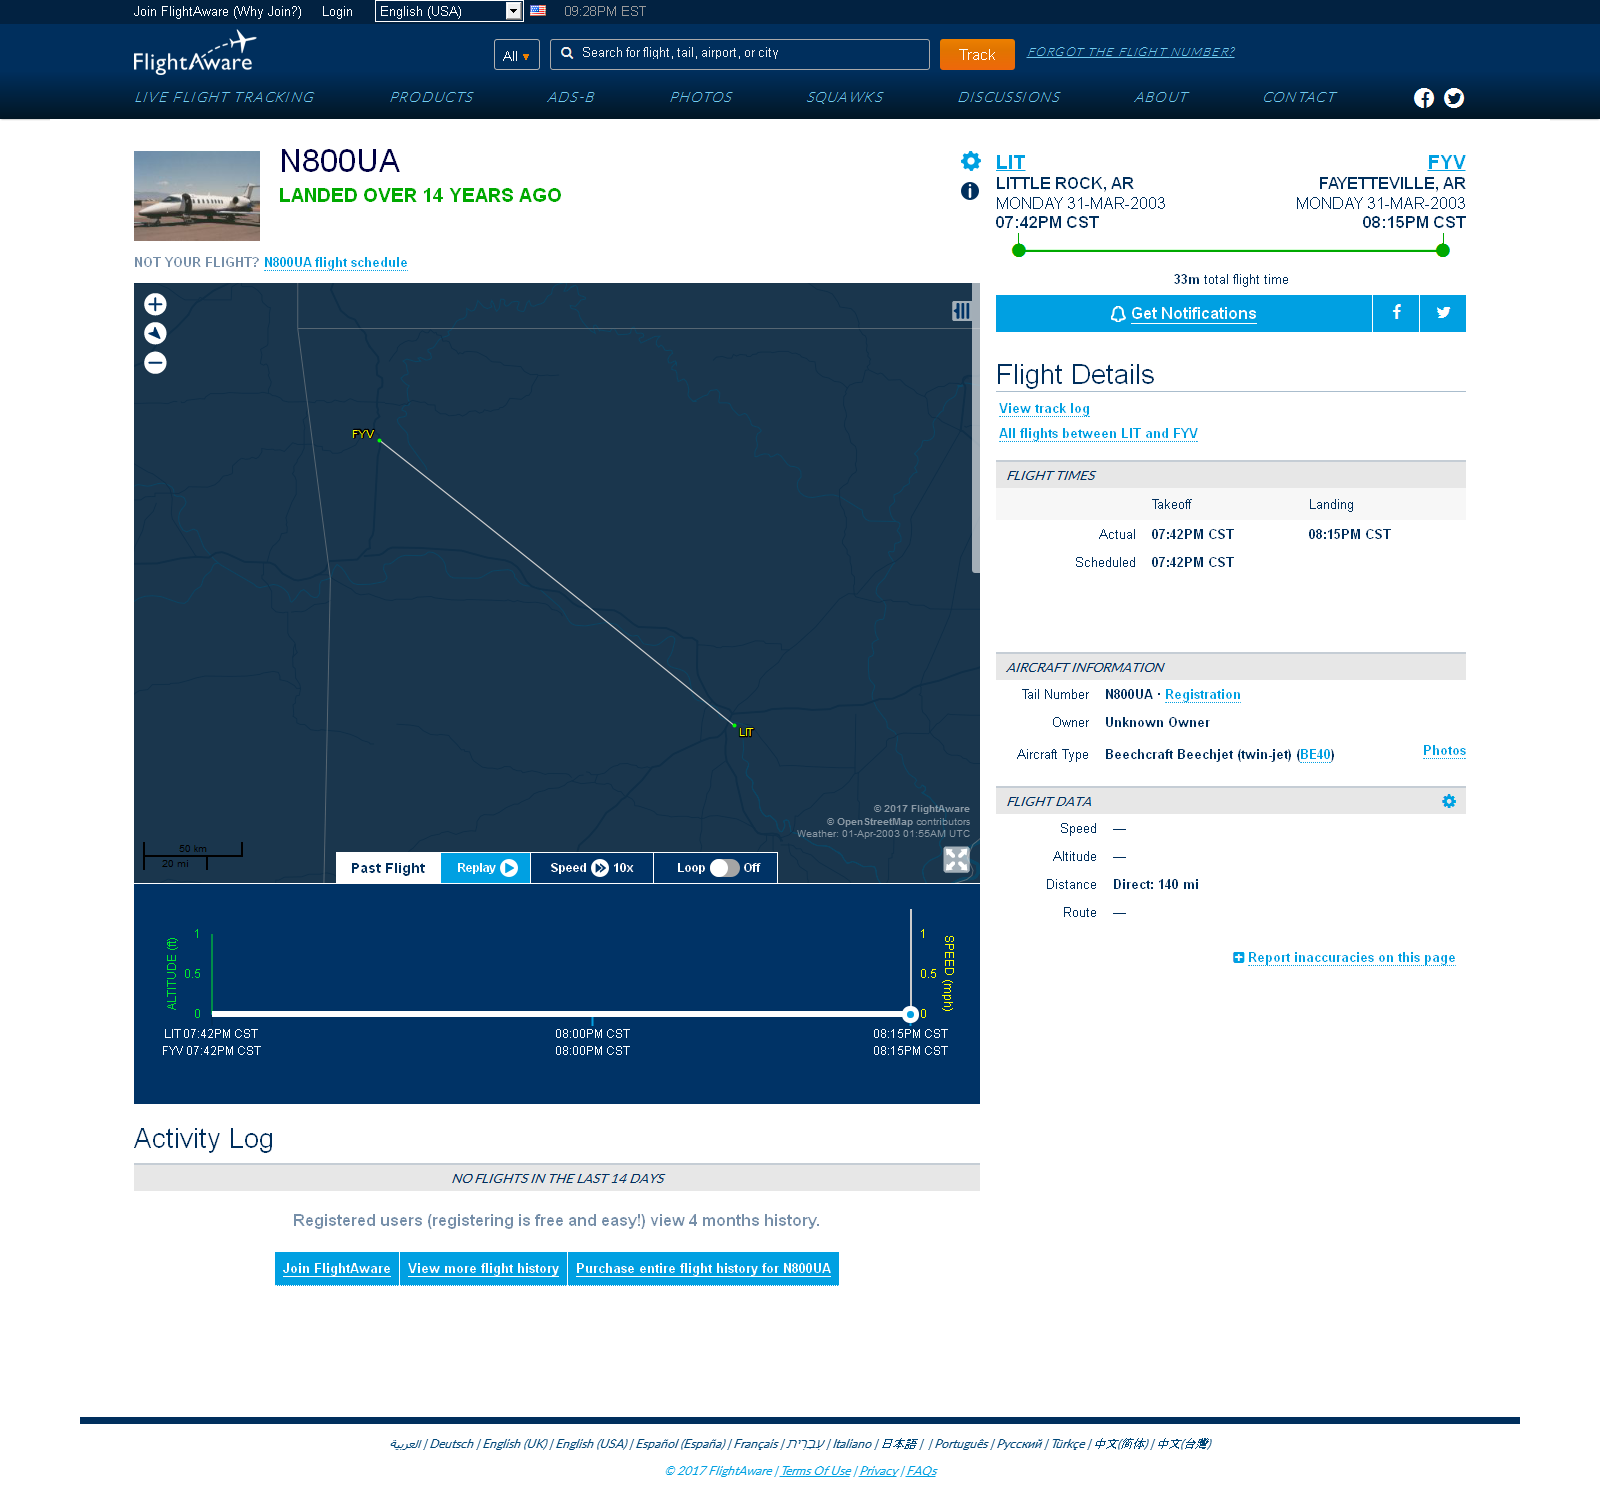 Join FlightAware (Why Join?) Login English (USA) 09:28PM EST
FlightAware
All Search for flight, tail, airport, or city Track FORGOT THE FLIGHT NUMBER?
LIVE FLIGHT TRACKING PRODUCTS ADS-B PHOTOS SQUAWKS DISCUSSIONS ABOUT CONTACT
N800UA
LANDED OVER 14 YEARS AGO
NOT YOUR FLIGHT? N800UA flight schedule
LIT FYV
LITTLE ROCK, AR FAYETTEVILLE, AR
MONDAY 31-MAR-2003 MONDAY 31-MAR-2003
07:42PM CST 08:15PM CST
33m total flight time
Get Notifications
FYV
LIT
© 2017 FlightAware
© OpenStreetMap contributors
Weather: 01-Apr-2003 01:55AM UTC
50 km
20 mi
Past Flight Replay Speed 10x Loop Off
ALTITUDE (ft) 1 0.5 0
1 0.5 0 SPEED (mph)
LIT 07:42PM CST 08:00PM CST 08:15PM CST
FYV 07:42PM CST 08:00PM CST 08:15PM CST
Flight Details
View track log
All flights between LIT and FYV
FLIGHT TIMES
Takeoff Landing
Actual 07:42PM CST 08:15PM CST
Scheduled 07:42PM CST
AIRCRAFT INFORMATION
Tail Number N800UA · Registration
Owner Unknown Owner
Aircraft Type Beechcraft Beechjet (twin-jet) (BE40) Photos
FLIGHT DATA
Speed —
Altitude —
Distance Direct: 140 mi
Route —
Report inaccuracies on this page
Activity Log
NO FLIGHTS IN THE LAST 14 DAYS
Registered users (registering is free and easy!) view 4 months history.
Join FlightAware View more flight history Purchase entire flight history for N800UA
العربية | Deutsch | English (UK) | English (USA) | Español (España) | Français | עברית | Italiano | 日本語 | | Português | Русский | Türkçe | 中文(简体) | 中文(台灣)
© 2017 FlightAware | Terms Of Use | Privacy | FAQs